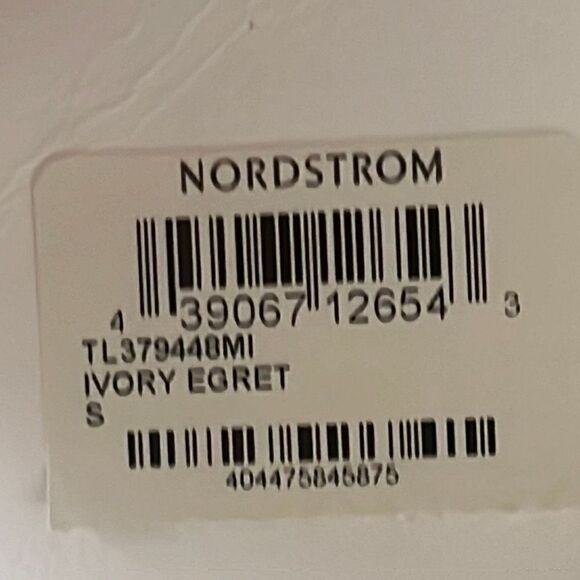 NORDSTROM
4 39067 12654 3
TL379448MI
IVORY EGRET
S
404475845875